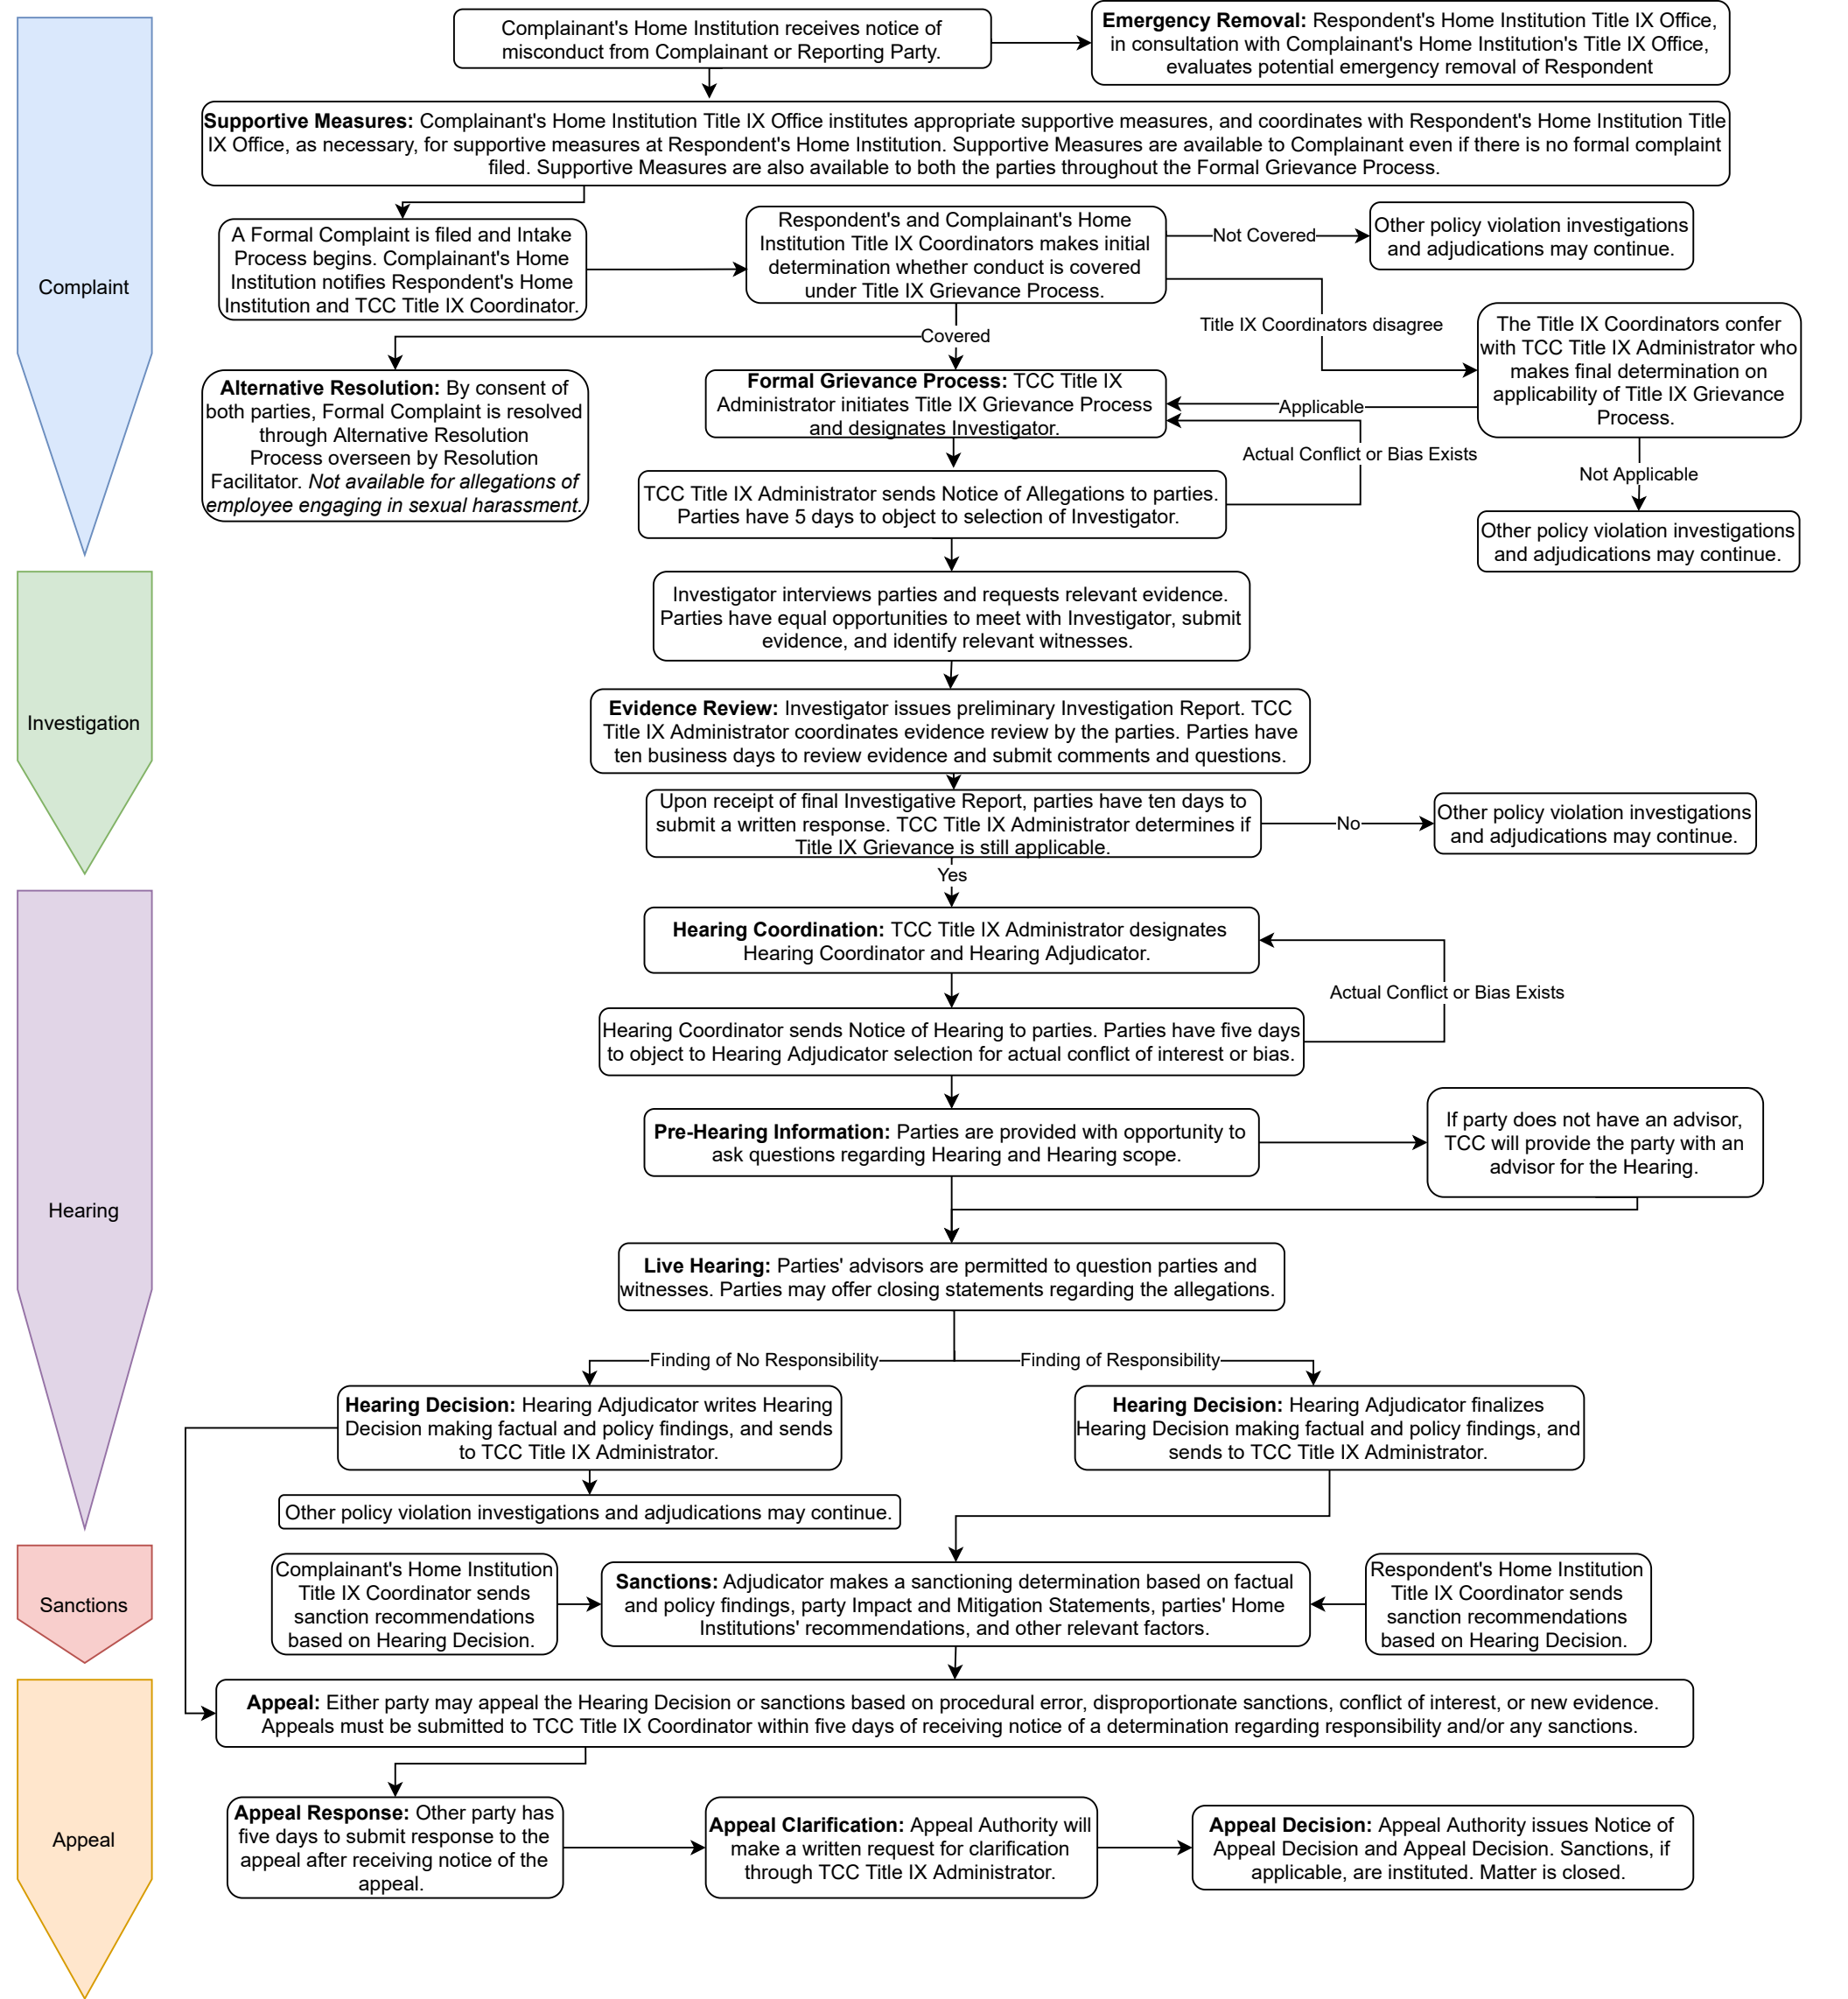 Complainant's Home Institution receives notice of
misconduct from Complainant or Reporting Party.
Emergency Removal: Respondent's Home Institution Title IX Office,
in consultation with Complainant's Home Institution's Title IX Office,
evaluates potential emergency removal of Respondent
Supportive Measures: Complainant's Home Institution Title IX Office institutes appropriate supportive measures, and coordinates with Respondent's Home Institution Title
IX Office, as necessary, for supportive measures at Respondent's Home Institution. Supportive Measures are available to Complainant even if there is no formal complaint
filed. Supportive Measures are also available to both the parties throughout the Formal Grievance Process.
Complaint
A Formal Complaint is filed and Intake
Process begins. Complainant's Home
Institution notifies Respondent's Home
Institution and TCC Title IX Coordinator.
Respondent's and Complainant's Home
Institution Title IX Coordinators makes initial
determination whether conduct is covered
under Title IX Grievance Process.
Not Covered
Other policy violation investigations
and adjudications may continue.
Title IX Coordinators disagree
The Title IX Coordinators confer
with TCC Title IX Administrator who
makes final determination on
applicability of Title IX Grievance
Process.
Covered
Alternative Resolution: By consent of
both parties, Formal Complaint is resolved
through Alternative Resolution
Process overseen by Resolution
Facilitator. Not available for allegations of
employee engaging in sexual harassment.
Formal Grievance Process: TCC Title IX
Administrator initiates Title IX Grievance Process
and designates Investigator.
Applicable
Actual Conflict or Bias Exists
Not Applicable
Other policy violation investigations
and adjudications may continue.
TCC Title IX Administrator sends Notice of Allegations to parties.
Parties have 5 days to object to selection of Investigator.
Investigation
Investigator interviews parties and requests relevant evidence.
Parties have equal opportunities to meet with Investigator, submit
evidence, and identify relevant witnesses.
Evidence Review: Investigator issues preliminary Investigation Report. TCC
Title IX Administrator coordinates evidence review by the parties. Parties have
ten business days to review evidence and submit comments and questions.
Upon receipt of final Investigative Report, parties have ten days to
submit a written response. TCC Title IX Administrator determines if
Title IX Grievance is still applicable.
No
Other policy violation investigations
and adjudications may continue.
Yes
Hearing
Hearing Coordination: TCC Title IX Administrator designates
Hearing Coordinator and Hearing Adjudicator.
Actual Conflict or Bias Exists
Hearing Coordinator sends Notice of Hearing to parties. Parties have five days
to object to Hearing Adjudicator selection for actual conflict of interest or bias.
Pre-Hearing Information: Parties are provided with opportunity to
ask questions regarding Hearing and Hearing scope.
If party does not have an advisor,
TCC will provide the party with an
advisor for the Hearing.
Live Hearing: Parties' advisors are permitted to question parties and
witnesses. Parties may offer closing statements regarding the allegations.
Finding of No Responsibility
Finding of Responsibility
Hearing Decision: Hearing Adjudicator writes Hearing
Decision making factual and policy findings, and sends
to TCC Title IX Administrator.
Hearing Decision: Hearing Adjudicator finalizes
Hearing Decision making factual and policy findings, and
sends to TCC Title IX Administrator.
Other policy violation investigations and adjudications may continue.
Sanctions
Complainant's Home Institution
Title IX Coordinator sends
sanction recommendations
based on Hearing Decision.
Sanctions: Adjudicator makes a sanctioning determination based on factual
and policy findings, party Impact and Mitigation Statements, parties' Home
Institutions' recommendations, and other relevant factors.
Respondent's Home Institution
Title IX Coordinator sends
sanction recommendations
based on Hearing Decision.
Appeal
Appeal: Either party may appeal the Hearing Decision or sanctions based on procedural error, disproportionate sanctions, conflict of interest, or new evidence.
Appeals must be submitted to TCC Title IX Coordinator within five days of receiving notice of a determination regarding responsibility and/or any sanctions.
Appeal Response: Other party has
five days to submit response to the
appeal after receiving notice of the
appeal.
Appeal Clarification: Appeal Authority will
make a written request for clarification
through TCC Title IX Administrator.
Appeal Decision: Appeal Authority issues Notice of
Appeal Decision and Appeal Decision. Sanctions, if
applicable, are instituted. Matter is closed.